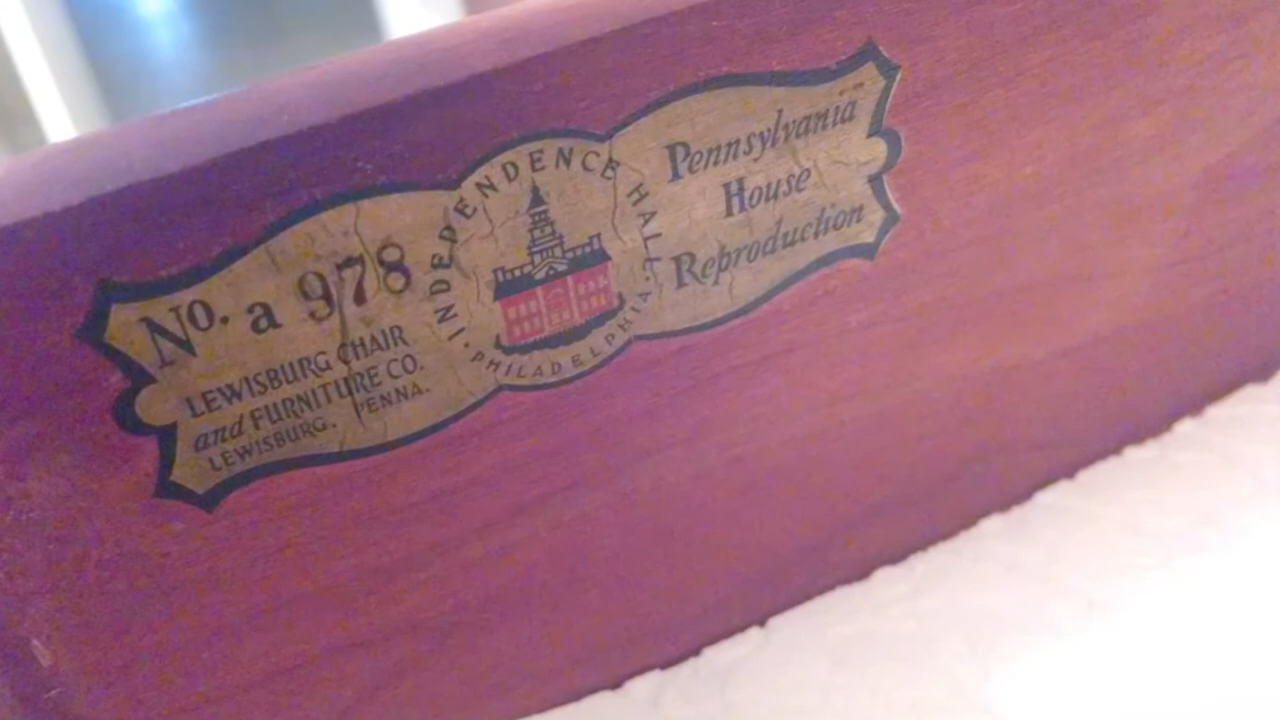 No. a 978
LEWISBURG CHAIR
and FURNITURE CO.
LEWISBURG. PENNA.
INDEPENDENCE HALL
PHILADELPHIA
Pennsylvania
House
Reproduction